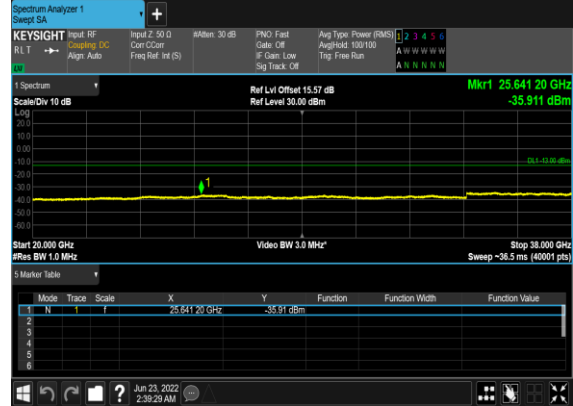 Spectrum Analyzer 1
Swept SA
+
KEYSIGHT Input: RF Input Z: 50 Ω #Atten: 30 dB PNO: Fast Avg Type: Power (RMS) 1 2 3 4 5 6
RLT Coupling: DC Corr CCorr Gate: Off Avg|Hold: 100/100 A W W W W W
Align: Auto Freq Ref: Int (S) IF Gain: Low Trig: Free Run
Sig Track: Off A N N N N N
1 Spectrum Ref Lvl Offset 15.57 dB Mkr1 25.641 20 GHz
Scale/Div 10 dB Ref Level 30.00 dBm -35.911 dBm
Log
20.0
10.0
0.00
-10.0
DL1 -13.00 dBm
-20.0
-30.0
1
-40.0
-50.0
-60.0
Start 20.000 GHz Video BW 3.0 MHz* Stop 38.000 GHz
#Res BW 1.0 MHz Sweep ~36.5 ms (40001 pts)
5 Marker Table
Mode Trace Scale X Y Function Function Width Function Value
1 N 1 f 25.641 20 GHz -35.91 dBm
2
3
4
5
6
? Jun 23, 2022
2:39:29 AM